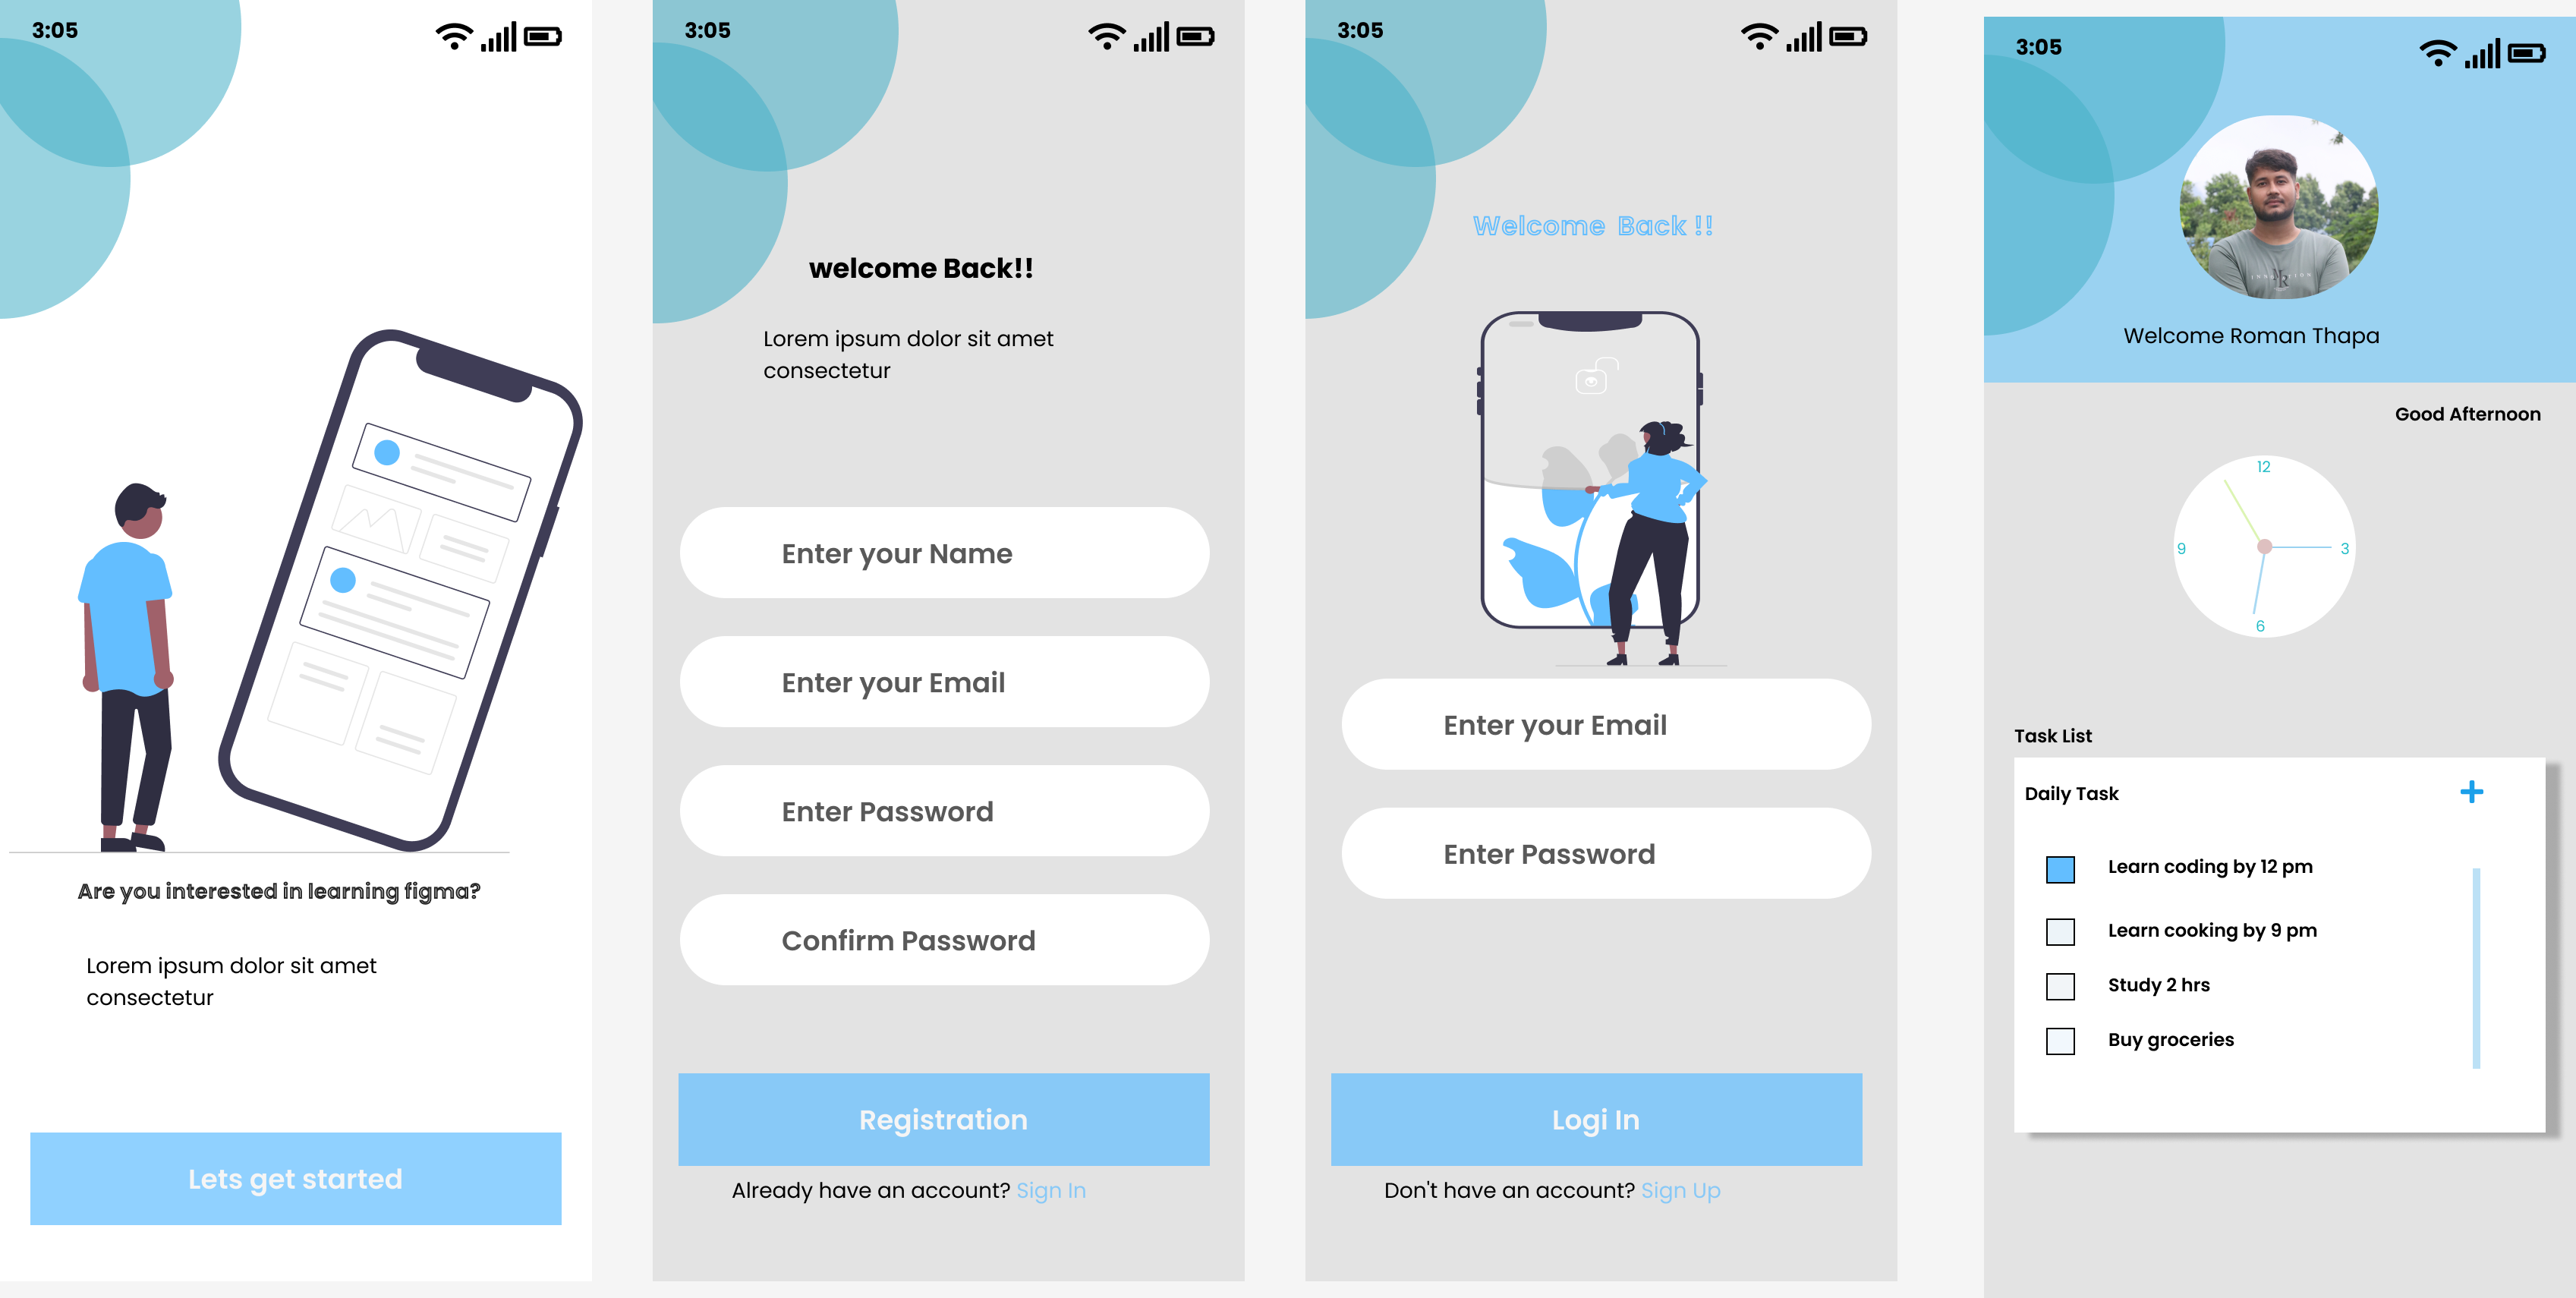 3:05
Are you interested in learning figma?
Lorem ipsum dolor sit amet
consectetur
Lets get started
3:05
welcome Back!!
Lorem ipsum dolor sit amet
consectetur
Enter your Name
Enter your Email
Enter Password
Confirm Password
Registration
Already have an account? Sign In
3:05
Welcome Back !!
Enter your Email
Enter Password
Logi In
Don't have an account? Sign Up
3:05
Welcome Roman Thapa
Good Afternoon
12
9
3
6
Task List
Daily Task
+
Learn coding by 12 pm
Learn cooking by 9 pm
Study 2 hrs
Buy groceries